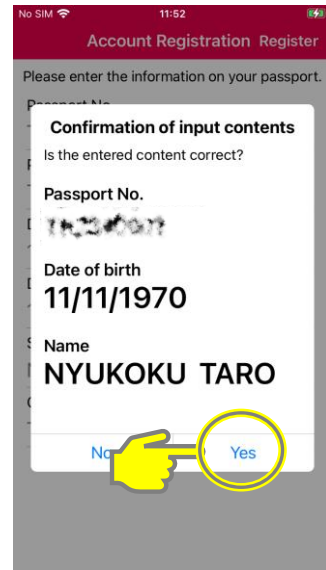 No SIM 11:52
Account Registration Register
Please enter the information on your passport.
Confirmation of input contents
Is the entered content correct?
Passport No.
Date of birth
11/11/1970
Name
NYUKOKU TARO
No Yes